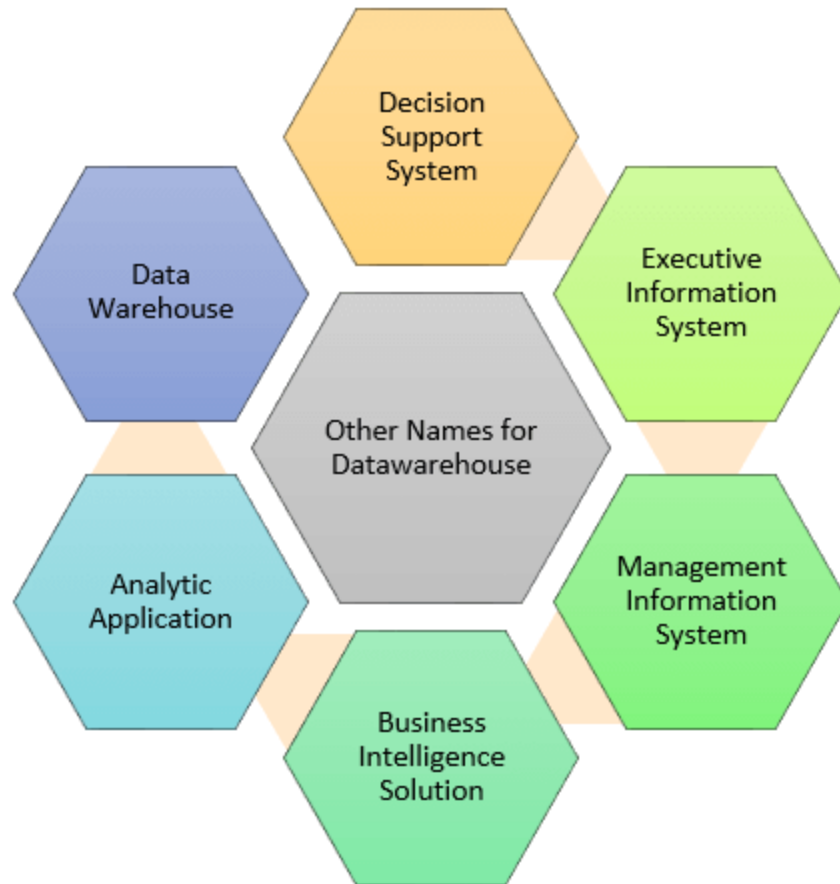 Decision
Support
System
Executive
Information
System
Management
Information
System
Business
Intelligence
Solution
Analytic
Application
Data
Warehouse
Other Names for
Datawarehouse